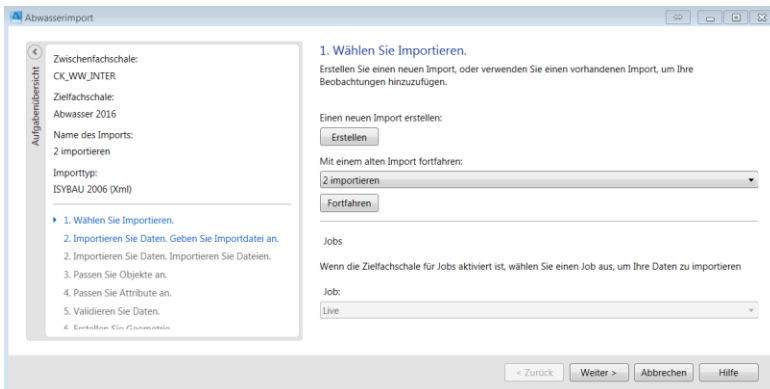 Abwasserimport
Aufgabenübersicht
Zwischenfachschale:
CK_WW_INTER
Zielfachschale:
Abwasser 2016
Name des Imports:
2 importieren
Importtyp:
ISYBAU 2006 (Xml)
1. Wählen Sie Importieren.
2. Importieren Sie Daten. Geben Sie Importdatei an.
2. Importieren Sie Daten. Importieren Sie Dateien.
3. Passen Sie Objekte an.
4. Passen Sie Attribute an.
5. Validieren Sie Daten.
6. Erstellen Sie Geometrie
1. Wählen Sie Importieren.
Erstellen Sie einen neuen Import, oder verwenden Sie einen vorhandenen Import, um Ihre
Beobachtungen hinzuzufügen.
Einen neuen Import erstellen:
Erstellen
Mit einem alten Import fortfahren:
2 importieren
Fortfahren
Jobs
Wenn die Zielfachschale für Jobs aktiviert ist, wählen Sie einen Job aus, um Ihre Daten zu importieren
Job:
Live
< Zurück Weiter > Abbrechen Hilfe